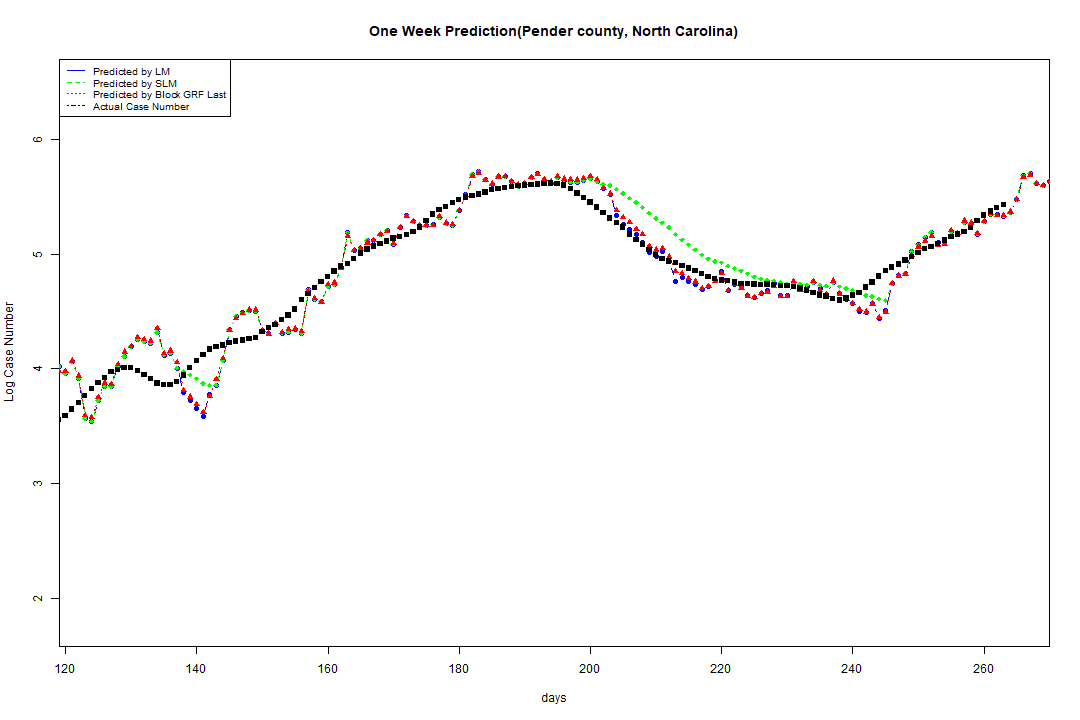 One Week Prediction(Pender county, North Carolina)
Predicted by LM
Predicted by SLM
Predicted by Block GRF Last
Actual Case Number
6
5
4
3
2
Log Case Number
120 140 160 180 200 220 240 260
days